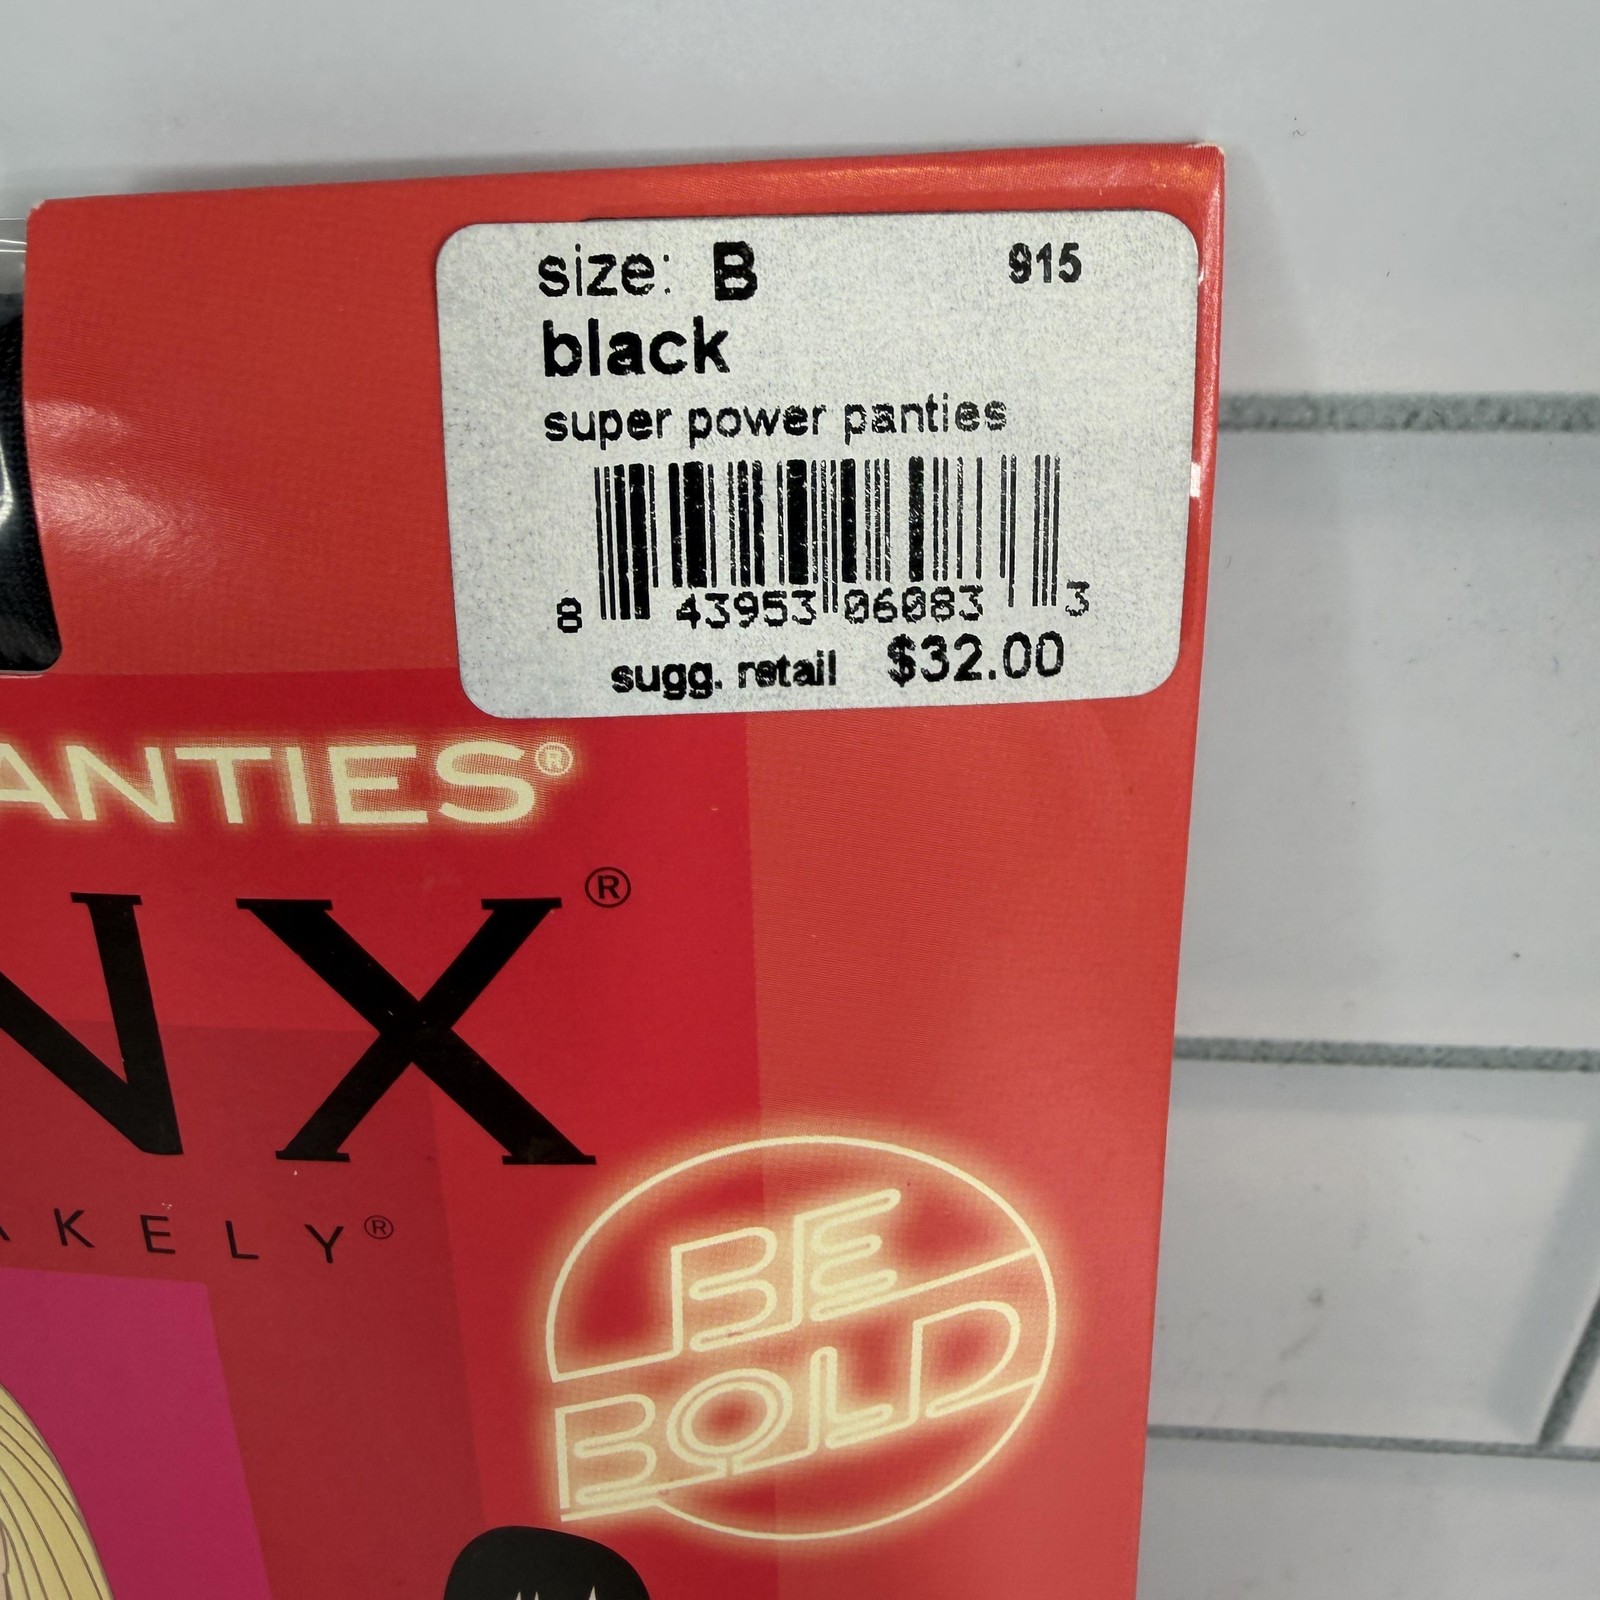 size: B 915
black
super power panties
8 43953 06083 3
sugg. retail $32.00
ANTIES®
NX®
AKELY®
BE
BOLD